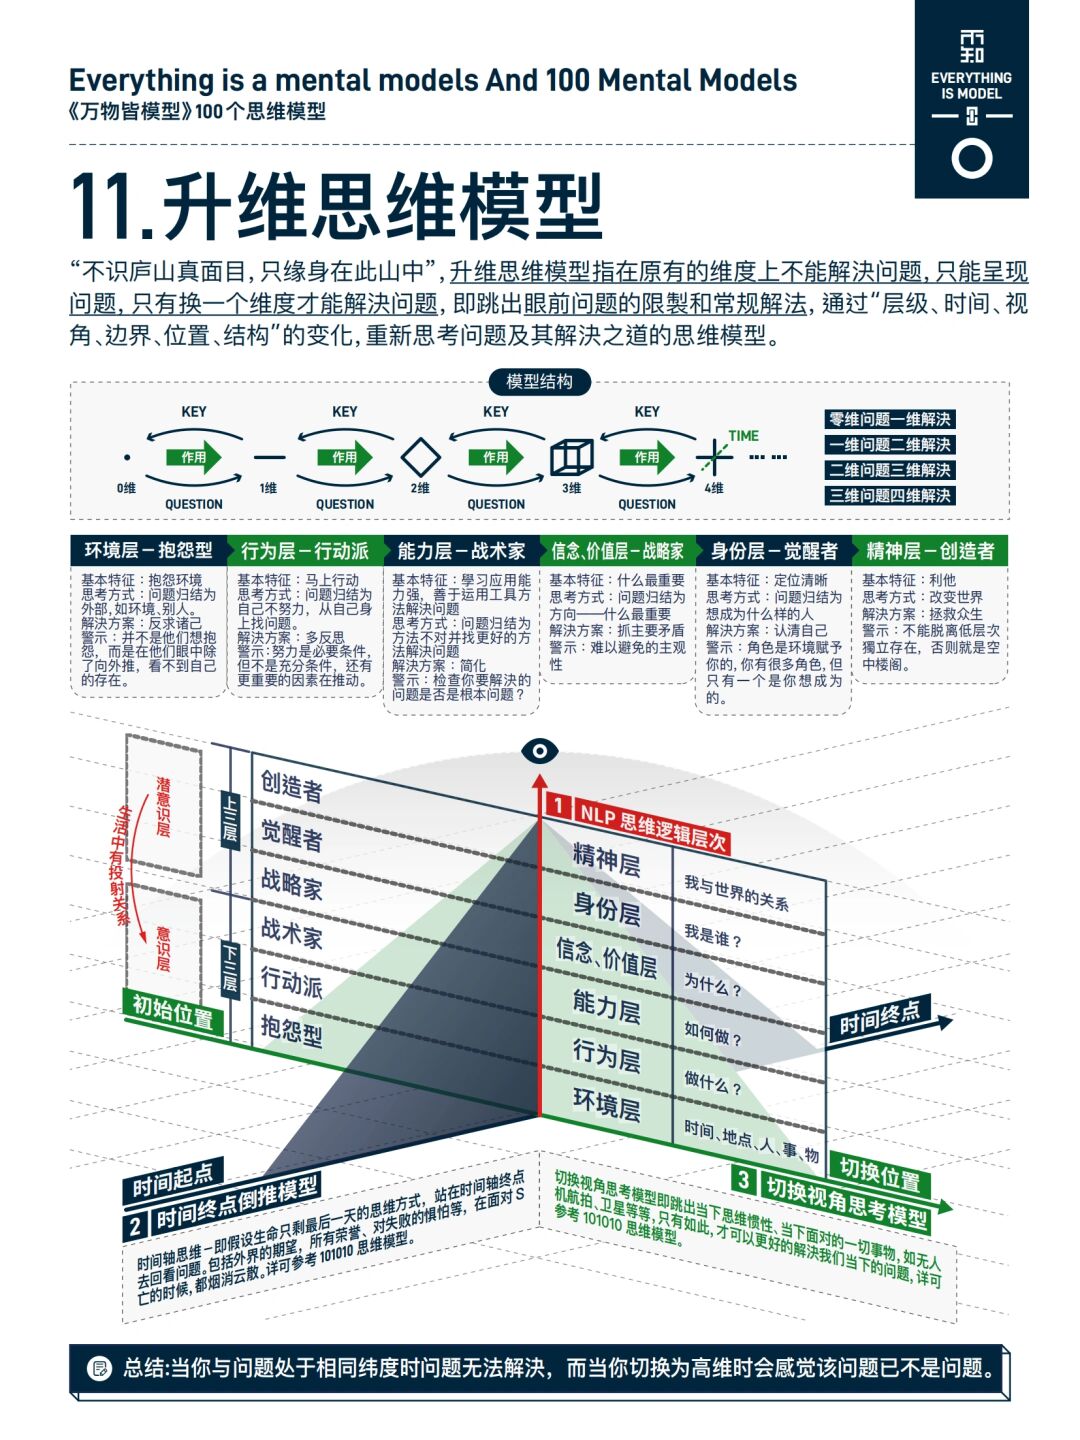 Everything is a mental models And 100 Mental Models
《万物皆模型》100个思维模型
EVERYTHING
IS MODEL
11.升维思维模型
“不识庐山真面目，只缘身在此山中”，升维思维模型指在原有的维度上不能解決问题，只能呈现
问题，只有换一个维度才能解決问题，即跳出眼前问题的限製和常规解法，通过“层级、时间、视
角、边界、位置、结构”的变化，重新思考问题及其解決之道的思维模型。
模型结构
KEY
KEY
KEY
KEY
TIME
作用
作用
作用
作用
0维
1维
2维
3维
4维
QUESTION
QUESTION
QUESTION
QUESTION
零维问题一维解決
一维问题二维解決
二维问题三维解決
三维问题四维解決
环境层－抱怨型
基本特征：抱怨环境
思考方式：问题归结为
外部,如环境、别人。
解決方案：反求诸己
警示：并不是他们想抱
怨，而是在他们眼中除
了向外推，看不到自己
的存在。
行为层－行动派
基本特征：马上行动
思考方式：问题归结为
自己不努力，从自己身
上找问题。
解決方案：多反思
警示:努力是必要条件,
但不是充分条件，还有
更重要的因素在推动。
能力层－战术家
基本特征：學习应用能
力强，善于运用工具方
法解決问题
思考方式：问题归结为
方法不对并找更好的方
法解決问题
解決方案：简化
警示：检查你要解決的
问题是否是根本问题？
信念、价值层－战略家
基本特征：什么最重要
思考方式：问题归结为
方向——什么最重要
解決方案：抓主要矛盾
警示：难以避免的主观
性
身份层－觉醒者
基本特征：定位清晰
思考方式：问题归结为
想成为什么样的人
解決方案：认清自己
警示：角色是环境赋予
你的,你有很多角色,但
只有一个是你想成为
的。
精神层－创造者
基本特征：利他
思考方式：改变世界
解決方案：拯救众生
警示：不能脱离低层次
獨立存在，否则就是空
中楼阁。
潜意识层
生活中有投射关系
意识层
上三层
下三层
创造者
觉醒者
战略家
战术家
行动派
抱怨型
初始位置
1 NLP 思维逻辑层次
精神层
我与世界的关系
身份层
我是谁？
信念、价值层
为什么？
能力层
如何做？
行为层
做什么？
环境层
时间、地点、人、事、物
时间终点
时间起点
2 时间终点倒推模型
时间轴思维－即假设生命只剩最后一天的思维方式，站在时间轴终点
去回看问题。包括外界的期望，所有荣誉、对失败的惧怕等，在面对 S
亡的时候，都烟消云散。详可参考 101010 思维模型。
切换位置
3 切换视角思考模型
切换视角思考模型即跳出当下思维惯性、当下面对的一切事物，如无人
机航拍、卫星等等，只有如此，才可以更好的解決我们当下的问题，详可
参考 101010 思维模型。
总结:当你与问题处于相同纬度时问题无法解決，而当你切换为高维时会感觉该问题已不是问题。